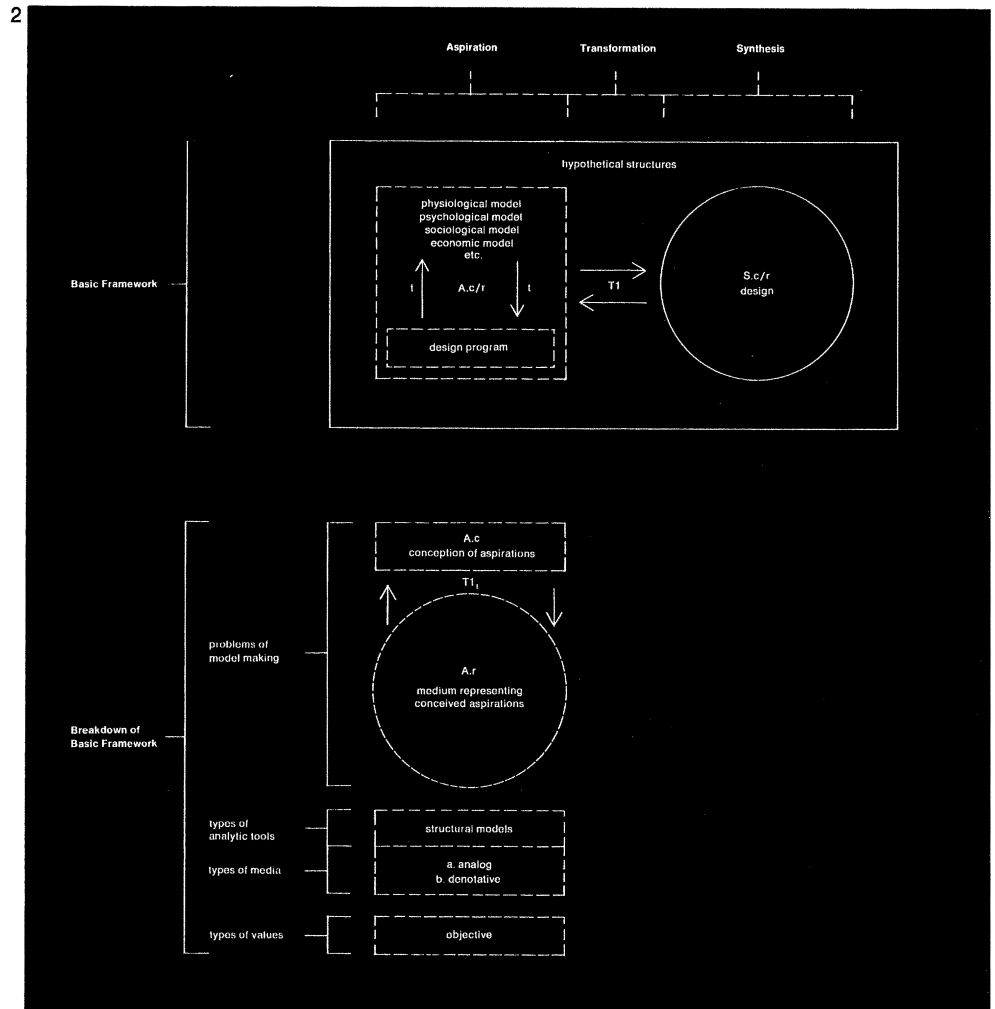 2
Aspiration
Transformation
Synthesis
hypothetical structures
physiological model
psychological model
sociological model
economic model
etc.
Basic Framework
t
A.c/r
t
T1
S.c/r
design
design program
A.c
conception of aspirations
T1₁
problems of
model making
A.r
medium representing
conceived aspirations
Breakdown of
Basic Framework
types of
analytic tools
structural models
types of media
a. analog
b. denotative
types of values
objective